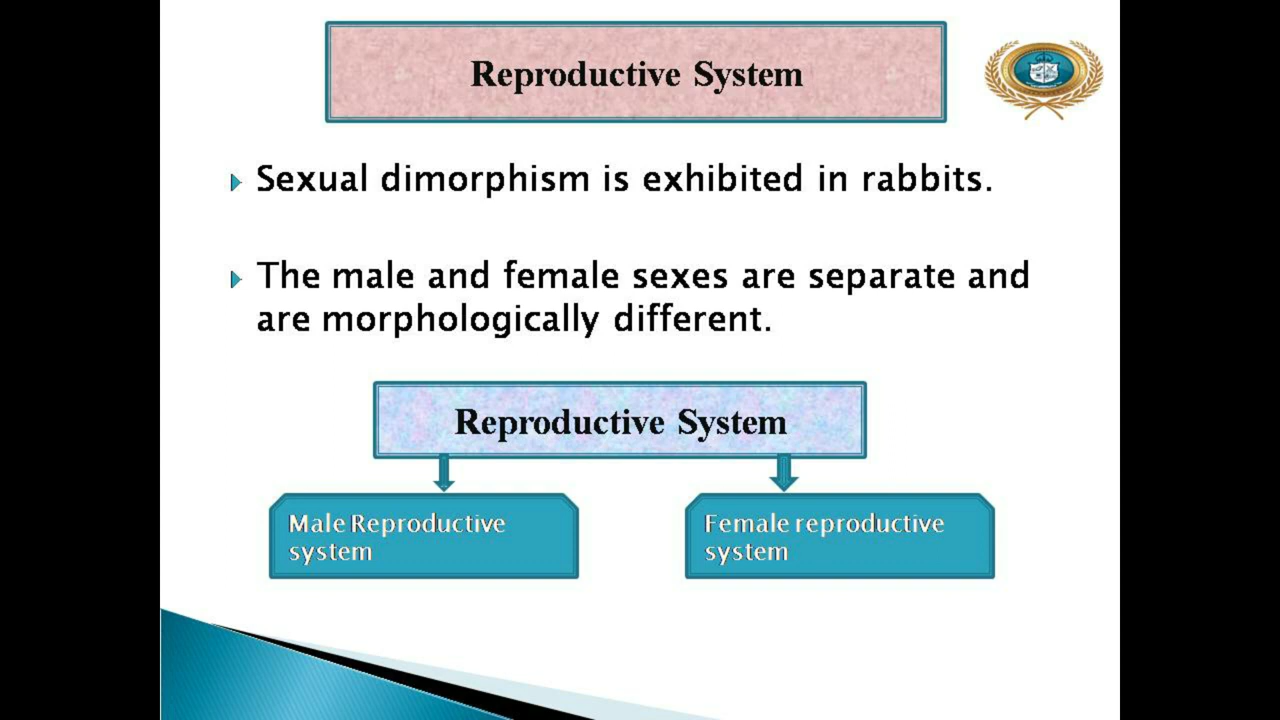 Reproductive System
Sexual dimorphism is exhibited in rabbits.
The male and female sexes are separate and
are morphologically different.
Reproductive System
Male Reproductive
system
Female reproductive
system